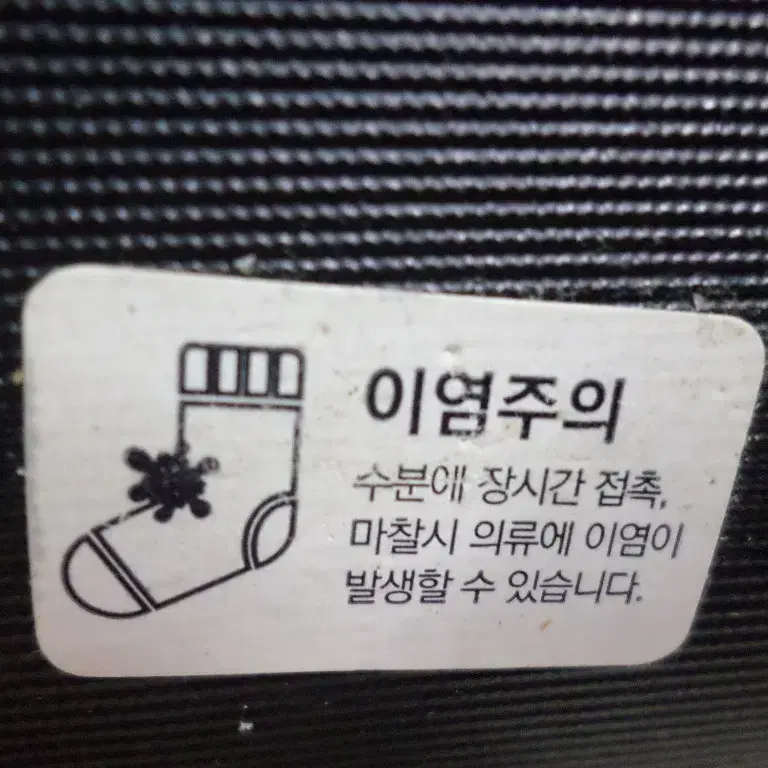 이염주의
수분에 장시간 접촉,
마찰시 의류에 이염이
발생할 수 있습니다.